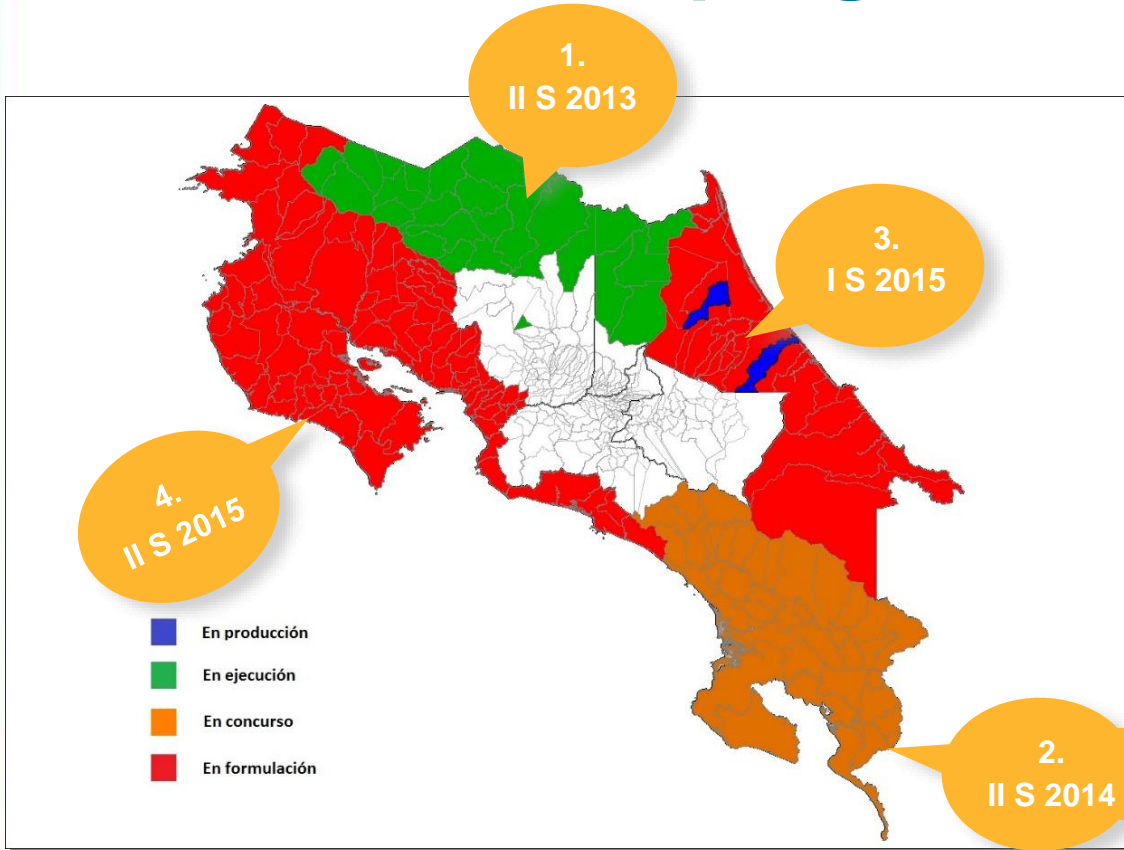 1.
II S 2013
3.
I S 2015
4.
II S 2015
En producción
En ejecución
En concurso
En formulación
2.
II S 2014